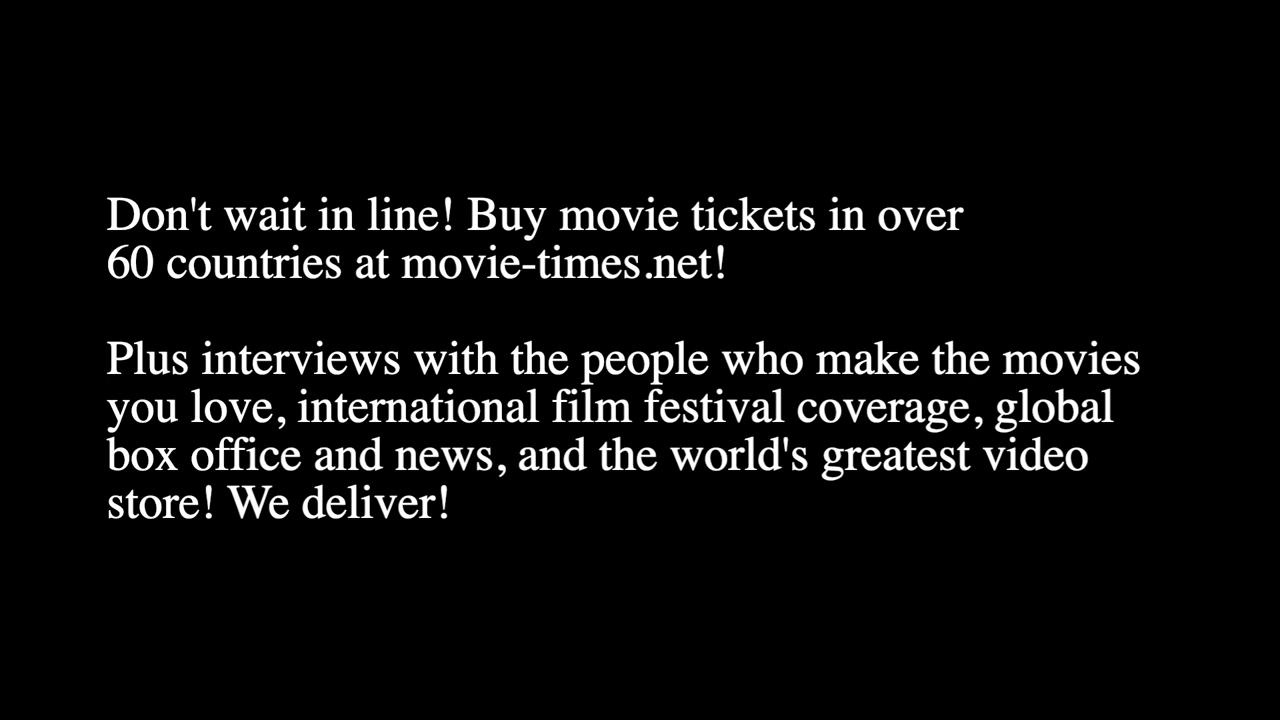 Don't wait in line! Buy movie tickets in over
60 countries at movie-times.net!
Plus interviews with the people who make the movies
you love, international film festival coverage, global
box office and news, and the world's greatest video
store! We deliver!